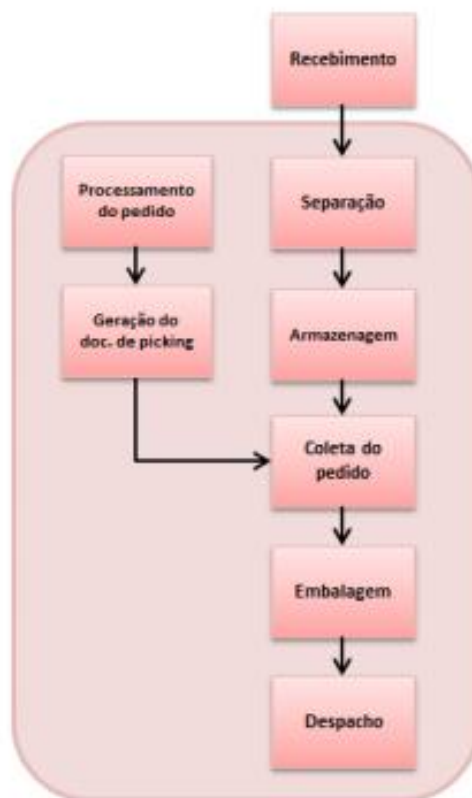 Recebimento
Processamento
do pedido
Separação
Geração do
doc. de picking
Armazenagem
Coleta do
pedido
Embalagem
Despacho